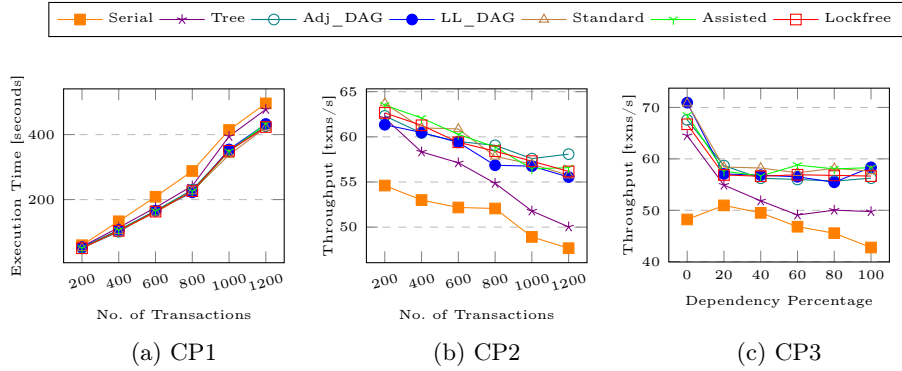 Serial Tree Adj_DAG LL_DAG Standard Assisted Lockfree
Execution Time [seconds]
400
200
200 400 600 800 1000 1200
No. of Transactions
(a) CP1
Throughput [txns/s]
65
60
55
50
200 400 600 800 1000 1200
No. of Transactions
(b) CP2
Throughput [txns/s]
70
60
50
40
0 20 40 60 80 100
Dependency Percentage
(c) CP3